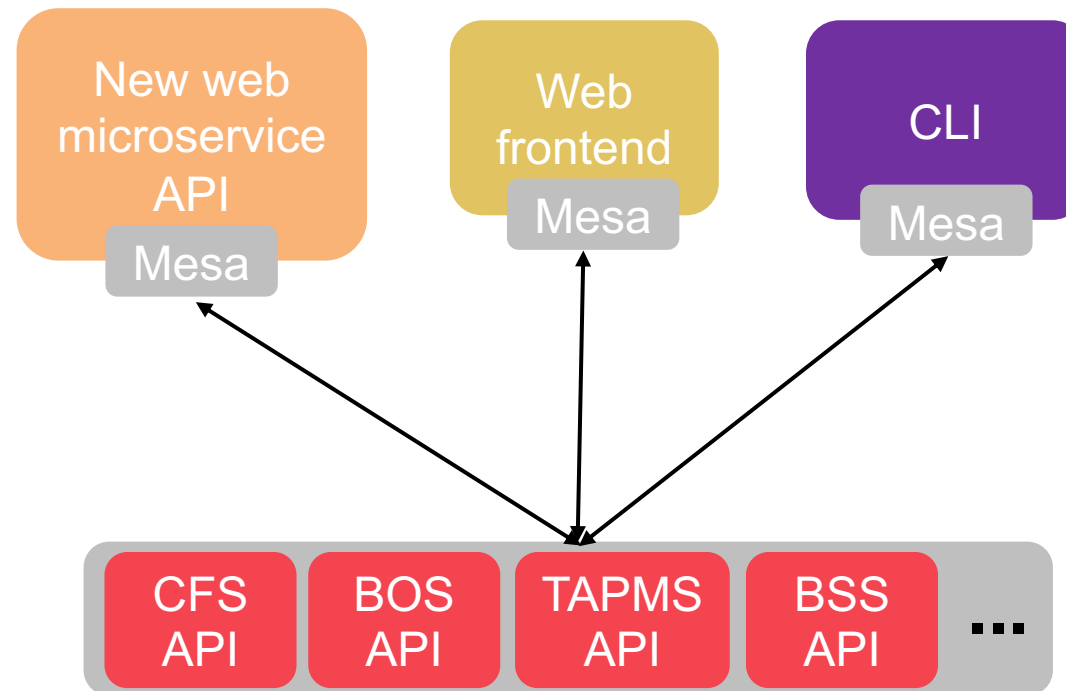 New web
microservice
API
Mesa
Web
frontend
Mesa
CLI
Mesa
CFS
API
BOS
API
TAPMS
API
BSS
API
...